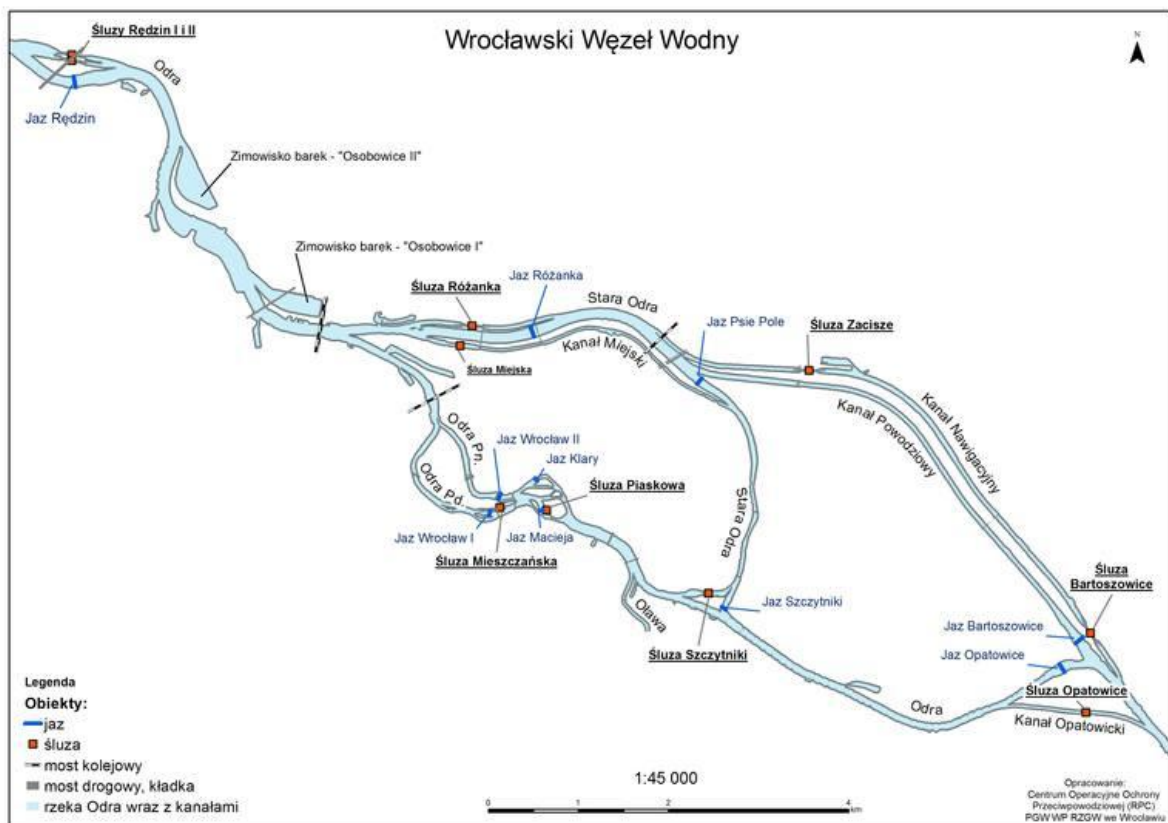 Wrocławski Węzeł Wodny
N
Śluzy Rędzin I i II
Odra
Jaz Rędzin
Zimowisko barek - "Osobowice II"
Zimowisko barek - "Osobowice I"
Śluza Różanka
Jaz Różanka
Stara Odra
Jaz Psie Pole
Śluza Zacisze
Śluza Miejska
Kanał Miejski
Kanał Nawigacyjny
Kanał Powodziowy
Odra Pn.
Jaz Wrocław II
Jaz Klary
Odra Pd.
Śluza Piaskowa
Jaz Wrocław I
Jaz Macieja
Śluza Mieszczańska
Stara Odra
Oława
Jaz Szczytniki
Śluza Szczytniki
Śluza
Bartoszowice
Jaz Bartoszowice
Jaz Opatowice
Śluza Opatowice
Odra
Kanał Opatowicki
Legenda
Obiekty:
jaz
śluza
most kolejowy
most drogowy, kładka
rzeka Odra wraz z kanałami
1:45 000
0 2 4
km
Opracowanie:
Centrum Operacyjne Ochrony
Przeciwpowodziowej (RPC)
PGW WP RZGW we Wrocławiu